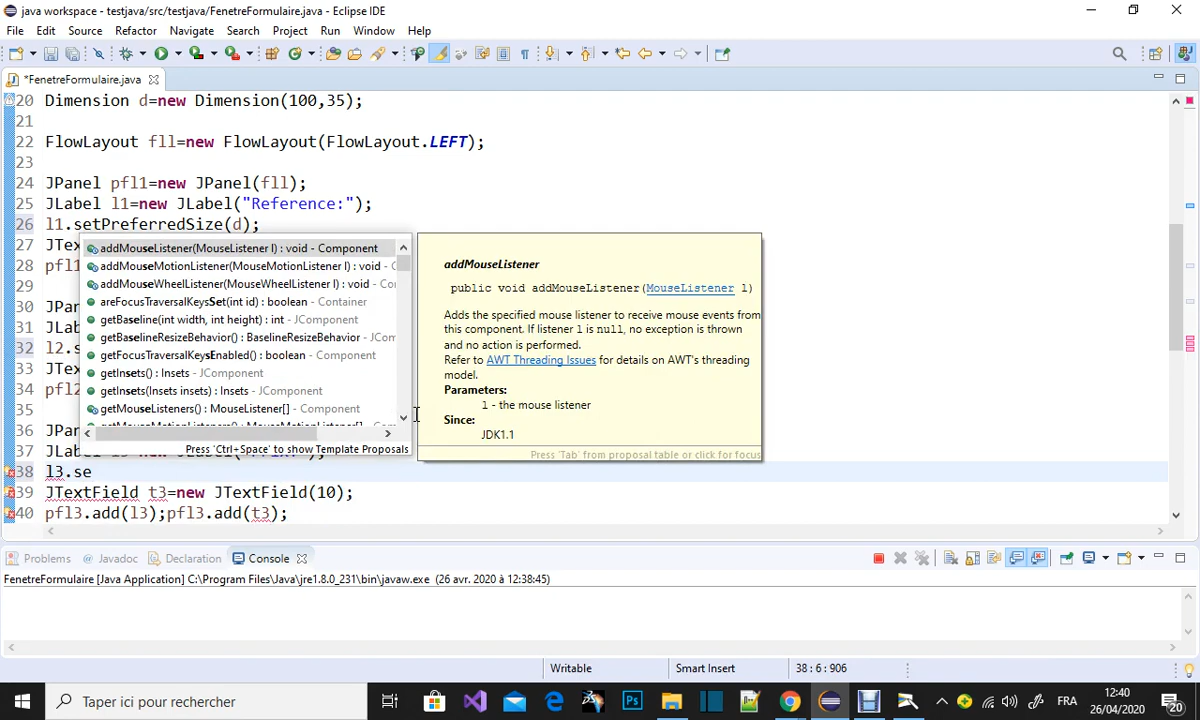 java workspace - testjava/src/testjava/FenetreFormulaire.java - Eclipse IDE
File Edit Source Refactor Navigate Search Project Run Window Help
*FenetreFormulaire.java
20 Dimension d=new Dimension(100,35);
21
22 FlowLayout fll=new FlowLayout(FlowLayout.LEFT);
23
24 JPanel pfl1=new JPanel(fll);
25 JLabel l1=new JLabel("Reference:");
26 l1.setPreferredSize(d);
27 JTex
28 pfl1
29
30 JPan
31 JLa
32 l2.s
33 JTex
34 pfl2
35
36 JPan
37 JLabel
38 l3.se
39 JTextField t3=new JTextField(10);
40 pfl3.add(l3);pfl3.add(t3);
addMouseListener(MouseListener l) : void - Component
addMouseMotionListener(MouseMotionListener l) : void - C
addMouseWheelListener(MouseWheelListener l) : void - Co
areFocusTraversalKeysSet(int id) : boolean - Container
getBaseline(int width, int height) : int - JComponent
getBaselineResizeBehavior() : BaselineResizeBehavior - JCom
getFocusTraversalKeysEnabled() : boolean - Component
getInsets() : Insets - JComponent
getInsets(Insets insets) : Insets - JComponent
getMouseListeners() : MouseListener[] - Component
getMouseMotionListeners() : MouseMotionListener[] - Component
Press 'Ctrl+Space' to show Template Proposals
addMouseListener
public void addMouseListener(MouseListener l)
Adds the specified mouse listener to receive mouse events from
this component. If listener l is null, no exception is thrown
and no action is performed.
Refer to AWT Threading Issues for details on AWT's threading
model.
Parameters:
l - the mouse listener
Since:
JDK1.1
Press 'Tab' from proposal table or click for focus
Problems @ Javadoc Declaration Console
FenetreFormulaire [Java Application] C:\Program Files\Java\jre1.8.0_231\bin\javaw.exe (26 avr. 2020 à 12:38:45)
Writable Smart Insert 38 : 6 : 906
Taper ici pour rechercher
Ps
FRA
12:40
26/04/2020
20